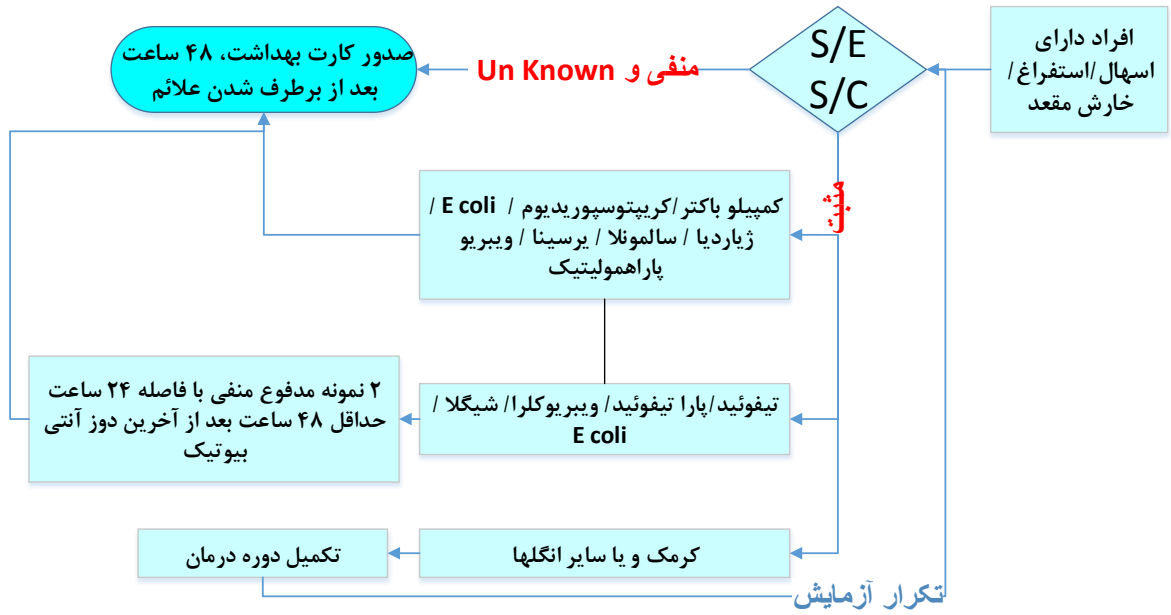 افراد دارای
اسهال/استفراغ/
خارش مقعد
S/E
S/C
منفی و Un Known
صدور کارت بهداشت، ۴۸ ساعت
بعد از برطرف شدن علائم
مثبت
کمپیلو باکتر/کریپتوسپوریدیوم / E coli /
ژیاردیا / سالمونلا / یرسینا / ویبریو
پاراهمولیتیک
تیفوئید/پارا تیفوئید/ ویبریوکلرا/ شیگلا /
E coli
۲ نمونه مدفوع منفی با فاصله ۲۴ ساعت
حداقل ۴۸ ساعت بعد از آخرین دوز آنتی
بیوتیک
کرمک و یا سایر انگلها
تکمیل دوره درمان
تکرار آزمایش